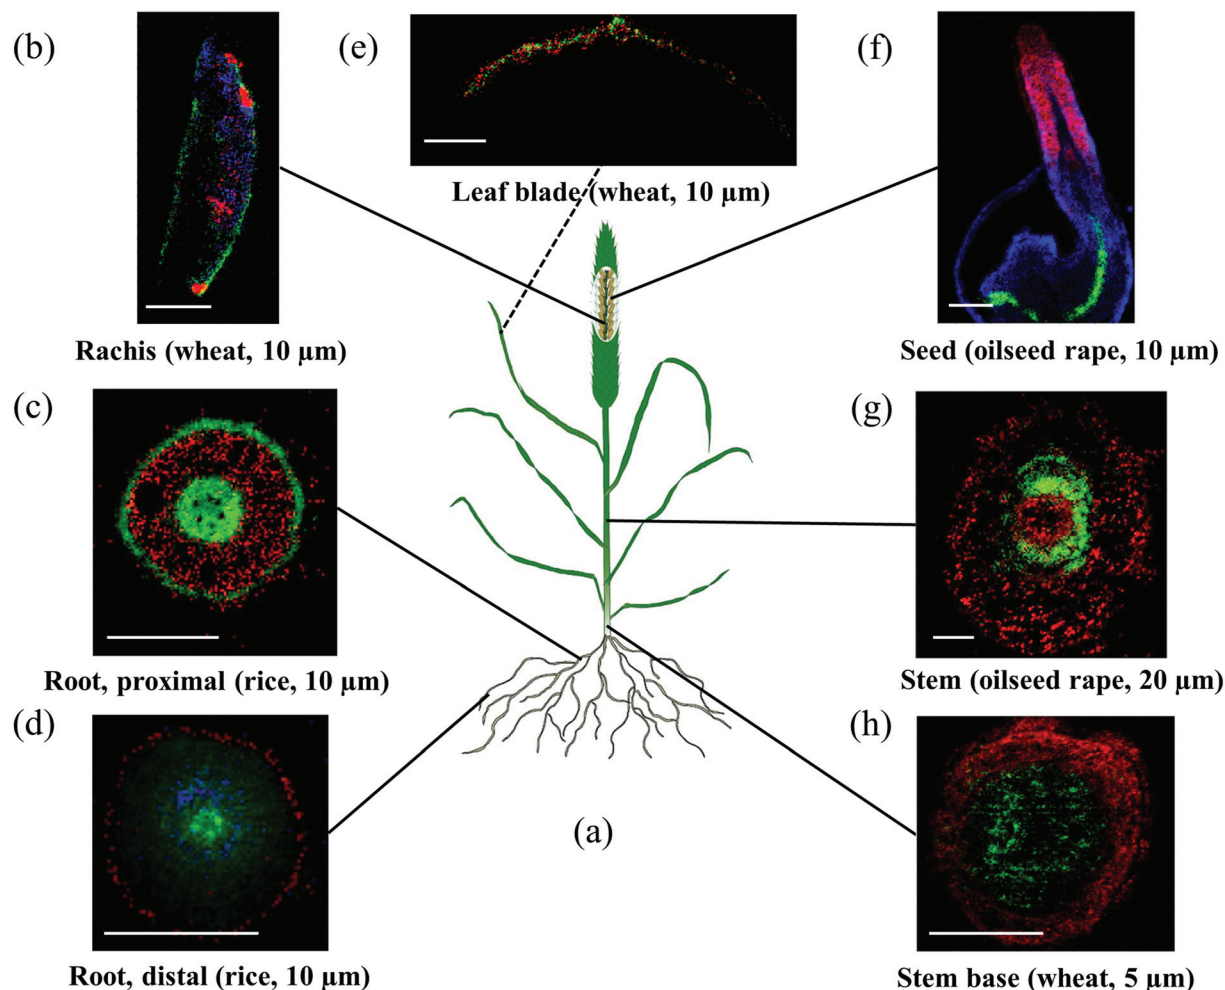 (b)
(e)
(f)
Leaf blade (wheat, 10 μm)
Rachis (wheat, 10 μm)
Seed (oilseed rape, 10 μm)
(c)
(g)
Root, proximal (rice, 10 μm)
Stem (oilseed rape, 20 μm)
(d)
(h)
(a)
Root, distal (rice, 10 μm)
Stem base (wheat, 5 μm)